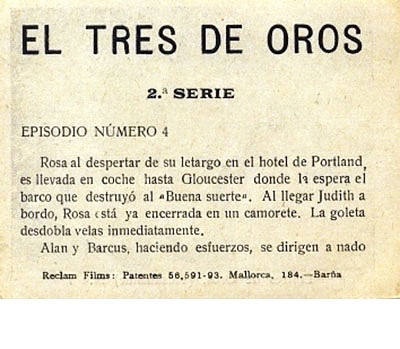 EL TRES DE OROS
2.ª SERIE
EPISODIO NÚMERO 4
Rosa al despertar de su letargo en el hotel de Portland,
es llevada en coche hasta Gloucester donde la espera el
barco que destruyó al «Buena suerte«. Al llegar Judith a
bordo, Rosa está ya encerrada en un camorete. La goleta
desdobla velas inmediatamente.
Alan y Barcus, haciendo esfuerzos, se dirigen a nado
Reclam Films: Patentes 56,591-93. Mallorca, 184.—Barña